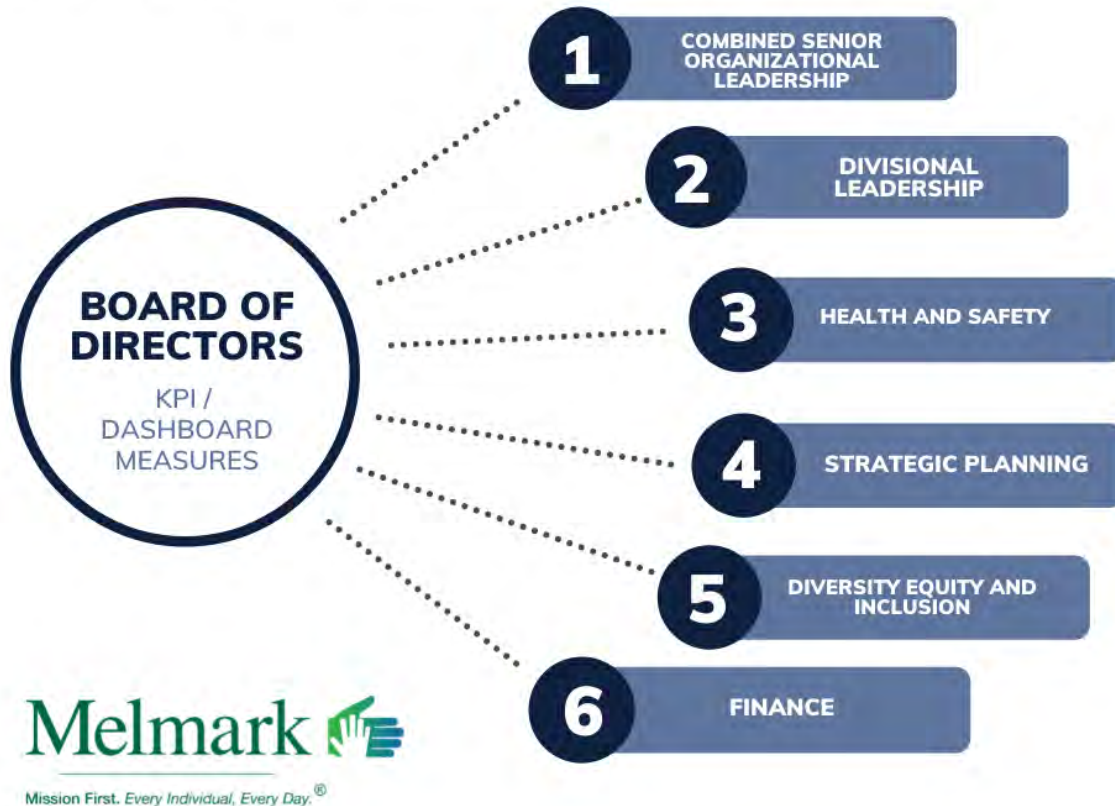 1
COMBINED SENIOR
ORGANIZATIONAL
LEADERSHIP
2
DIVISIONAL
LEADERSHIP
BOARD OF
DIRECTORS
KPI /
DASHBOARD
MEASURES
3
HEALTH AND SAFETY
4
STRATEGIC PLANNING
5
DIVERSITY EQUITY AND
INCLUSION
6
FINANCE
Melmark
Mission First. Every Individual, Every Day.®